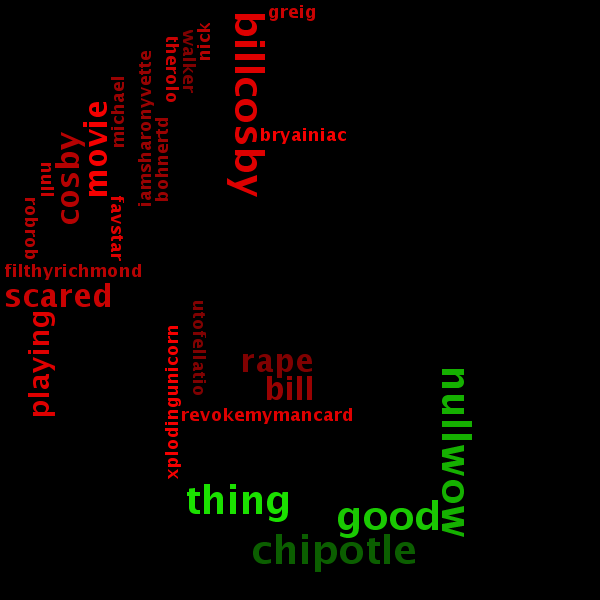 greig
billcosby
nick
walker
therolo
iamsharonyvette
michael
movie
bohnertd
bryainiac
cosby
null
robrob
favstar
filthyrichmond
scared
playing
utofellatio
xplodingunicorn
rape
bill
revokemymancard
nullwow
thing
good
chipotle